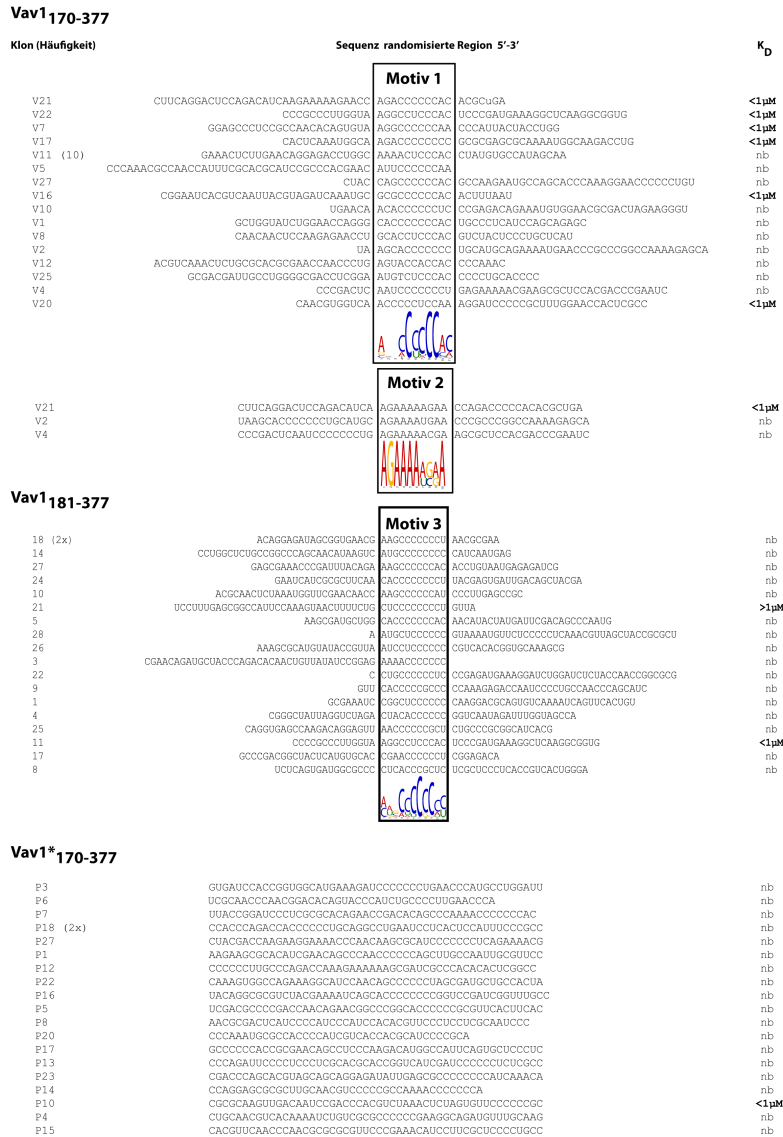 Vav1170-377
Klon (Häufigkeit) Sequenz randomisierte Region 5'-3' KD
Motiv 1
V21 CUUCAGGACUCCAGACAUCAAGAAAAAGAACC AGACCCCCCAC ACGCuGA <1µM
V22 CCCGCCCUUGGUA AGGCCUCCCAC UCCCGAUGAAAGGCUCAAGGCGGUG <1µM
V7 GGAGCCCUCCGCCAACACAGUGUA AGGCCCCCCAA CCCAUUACUACCUGG <1µM
V17 CACUCAAAUGGCA AGACCCCCCCC GCGCGAGCGCAAAAUGGCAAGACCUG <1µM
V11 (10) GAAACUCUUGAACAGGAGACCUGGC AAAACUCCCAC CUAUGUGCCAUAGCAA nb
V5 CCCAAACGCCAACCAUUUCGCACGCAUCCGCCCACGAAC AUUCCCCCCAA nb
V27 CUAC CAGCCCCCCAC GCCAAGAAUGCCAGCACCCAAAGGAACCCCCCUGU nb
V16 CGGAAUCACGUCAAUUACGUAGAUCAAAUGC GCGCCCCCCAC ACUUUAAU <1µM
V10 UGAACA ACACCCCCCUC CCGAGACAGAAAUGUGGAACGCGACUAGAAGGGU nb
V1 GCUGGUAUCUGGAACCAGGG CACCCCCCCAC UGCCCUCAUCCAGCAGAGC nb
V8 CAACAACUCCAAGAGAACCU GCACCUCCCAC GUCUACUCCCUGCUCAU nb
V2 UA AGCACCCCCCC UGCAUGCAGAAAAUGAACCCGCCCGGCCAAAAGAGCA nb
V12 ACGUCAAACUCUGCGCACGCGAACCAACCCUG AGUACCACCAC CCCAAAC nb
V25 GCGACGAUUGCCUGGGGCGACCUCGGA AUGUCUCCCAC CCCCUGCACCCC nb
V4 CCCGACUC AAUCCCCCCCU GAGAAAAACGAAGCGCUCCACGACCCGAAUC nb
V20 CAACGUGGUCA ACCCCCUCCAA AGGAUCCCCCGCUUUGGAACCACUCGCC <1µM
Motiv 2
V21 CUUCAGGACUCCAGACAUCA AGAAAAAGAA CCAGACCCCCCACACGCUGA <1µM
V2 UAAGCACCCCCCCUGCAUGC AGAAAAUGAA CCCGCCCGGCCAAAAGAGCA nb
V4 CCCGACUCAAUCCCCCCCUG AGAAAAACGA AGCGCUCCACGACCCGAAUC nb
Vav1181-377
Motiv 3
18 (2x) ACAGGAGAUAGCGGUGAACG AAGCCCCCCCU AACGCGAA nb
14 CCUGGCUCUGCCGGCCCAGCAACAUAAGUC AUGCCCCCCCC CAUCAAUGAG nb
27 GAGCGAAACCCGAUUUACAGA AAGCCCCCCAC ACCUGUAAUGAGAGAUCG nb
24 GAAUCAUCGCGCUUCAA CACCCCCCCCU UACGAGUGAUUGACAGCUACGA nb
10 ACGCAACUCUAAAUGGUUCGAACAACC AAGCCCCCCAU CCCUUGAGCCGC nb
21 UCCUUUGAGCGGCCAUUCCAAAGUAACUUUUCUG CUCCCCCCCCU GUUA >1µM
5 AAGCGAUGCUGG CACCCCCCCAC AACAUACUAUGAUUCGACAGCCCAAUG nb
28 A AUGCUCCCCCC GUAAAAUGUUCUCCCCCUCAAACGUUAGCUACCGCGCU nb
26 AAAGCGCAUGUAUACCGUUA AUCCUCCCCCC CGUCACACGGUGCAAAGCG nb
3 CGAACAGAUGCUACCCAGACACAACUGUUAUAUCCGGAG AAAACCCCCCC nb
22 C CUGCCCCCCUC CCGAGAUGAAAGGAUCUGGAUCUCUACCAACCGGCGCG nb
9 GUU CACCCCCGCCC CCAAAGAGACCAAUCCCCUGCCAACCCAGCAUC nb
1 GCGAAAUC CGGCUCCCCCC CAAGGACGCAGUGUCAAAAUCAGUUCACUGU nb
4 CGGGCUAUUAGGUCUAGA CUACACCCCCC GGUCAAUAGAUUUGGUAGCCA nb
25 CAGGUGAGCCAAGACAGGAGUU AACCCCCCGCU CUGCCCGCGGCAUCACG nb
11 CCCCGCCCUUGGUA AGGCCUCCCAC UCCCGAUGAAAGGCUCAAGGCGGUG <1µM
17 GCCCGACGGCUACUCAUGUGCAC CGAACCCCCCU CGGAGACA nb
8 UCUCAGUGAUGGCGCCC CUCACCCGCUC UCGCUCCCUCACCGUCACUGGGA nb
Vav1*170-377
P3 GUGAUCCACCGGUGGCAUGAAAGAUCCCCCCCUGAACCCAUGCCUGGAUU nb
P6 UCGCAACCCAACGGACACAGUACCCAUCUGCCCCUUGAACCCA nb
P7 UUACCGGAUCCCUCGCGCACAGAACCGACACAGCCCAAAACCCCCCCAC nb
P18 (2x) CCACCCAGACCACCCCCCUGCAGGCCUGAAUCCUCACUCCAUUUCCCGCC nb
P27 CUACGACCAAGAAGGAAAACCCAACAAGCGCAUCCCCCCCUCAGAAAACG nb
P1 AAGAAGCGCACAUCGAACAGCCCAACCCCCCAGCUUGCCAAUUGCGUUCC nb
P12 CCCCCCUUGCCCAGACCAAAGAAAAAAGCGAUCGCCCACACACUCGGCC nb
P22 CAAAGUGGCCAGAAAGGCAUCCAACAGCCCCCCUAGCGAUGCUGCCACUA nb
P16 UACAGGCGCGUCUACGAAAAUCAGCACCCCCCCGGUCCGAUCGGUUUGCC nb
P5 UCGACGCCCCGACCAACAGAACGGCCCGGCACCCCCCGCGUUCACUUCAC nb
P8 AACGCGACUCAUCCCCAUCCCAUCCACACGUUCCCUCCUCGCAAUCCC nb
P20 CCCAAAUGCGCCACCCCAUCGUCACCACGCAUCCCCGCA nb
P17 GCCCCCCACCGCGAACAGCCUCCCAAGACAUGGCCAUUCAGUGCUCCCUC nb
P13 CCCAGAUUCCCCUCCCUCGCGCACGCACCGGUCAUCGAUCCCCCCUCUCGCC nb
P23 CGACCCAGCACGUAGCAGCAGGAGAUAUUGAGCGCCCCCCCCAUCAAACA nb
P14 CCAGGAGCGCGCUUGCAACGUCCCCCGCCAAAACCCCCCCA nb
P10 CGCGCAAGUUGACAAUCCGACCCACGUCUAAACUCUAGUGUUCCCCCCGC <1µM
P4 CUGCAACGUCACAAAAUCUGUCGCGCCCCCCGAAGGCAGAUGUUUGCAAG nb
P15 CACGUUCAACCCAACGCGCGCGUUCCCGAAACAUCCUUCGCUCCCCUGCC nb